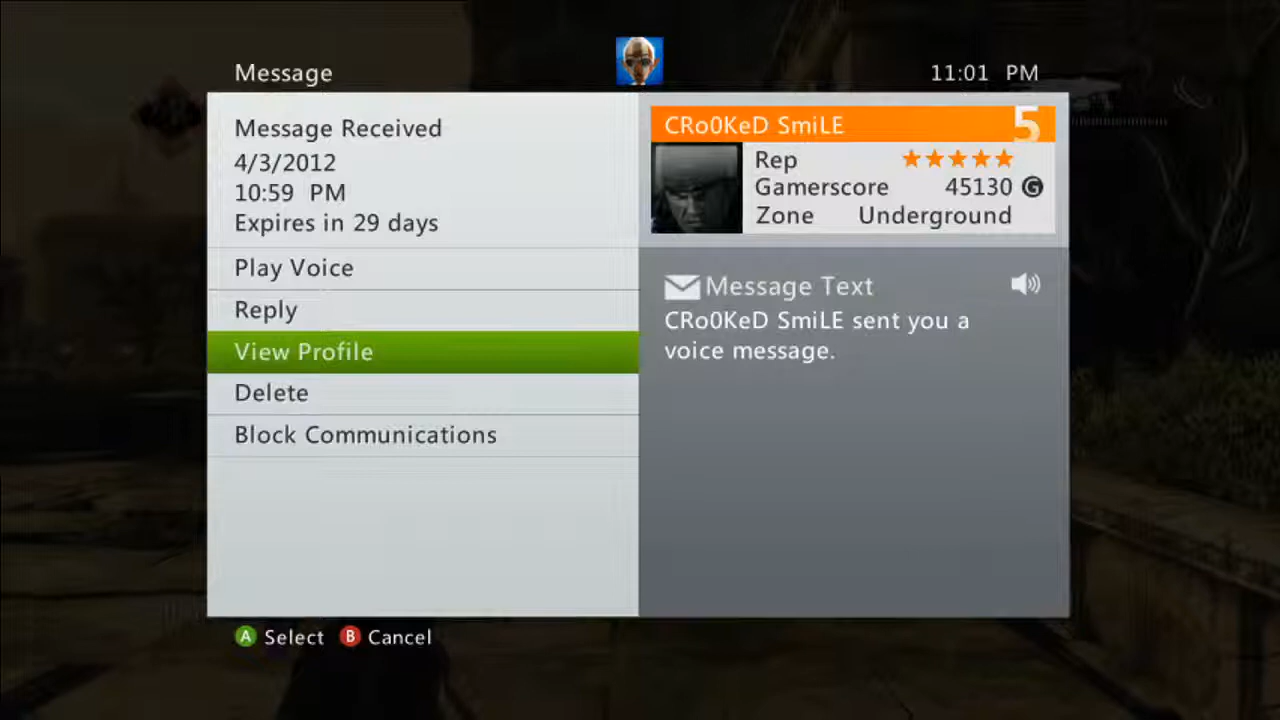 Message
11:01 PM
Message Received
4/3/2012
10:59 PM
Expires in 29 days
Play Voice
Reply
View Profile
Delete
Block Communications
CRo0KeD SmiLE 5
Rep
Gamerscore 45130 G
Zone Underground
Message Text
CRo0KeD SmiLE sent you a
voice message.
A Select B Cancel